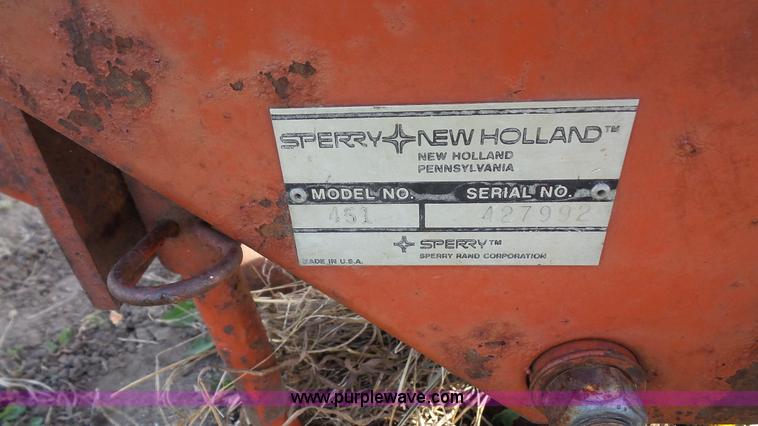 SPERRY NEW HOLLAND™
NEW HOLLAND
PENNSYLVANIA
MODEL NO. SERIAL NO.
451 427992
SPERRY™
MADE IN U.S.A. SPERRY RAND CORPORATION
www.purplewave.com